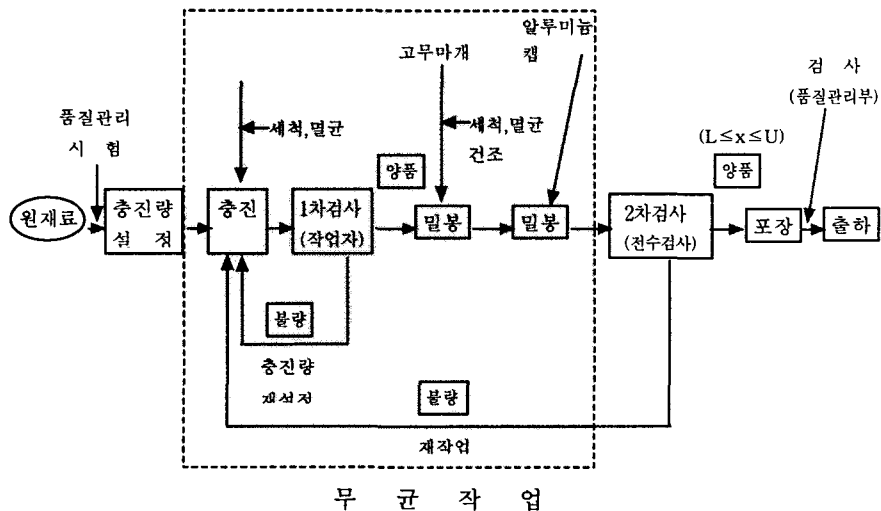 알루미늄
캡
고무마개
검 사
(품질관리부)
품질관리
시 험
세척,멸균
세척,멸균
건조
(L≤x≤U)
양품
양품
원재료
충진량
설 정
충진
1차검사
(작업자)
밀봉
밀봉
2차검사
(전수검사)
포장
출하
불량
충진량
재설정
불량
재작업
무 균 작 업